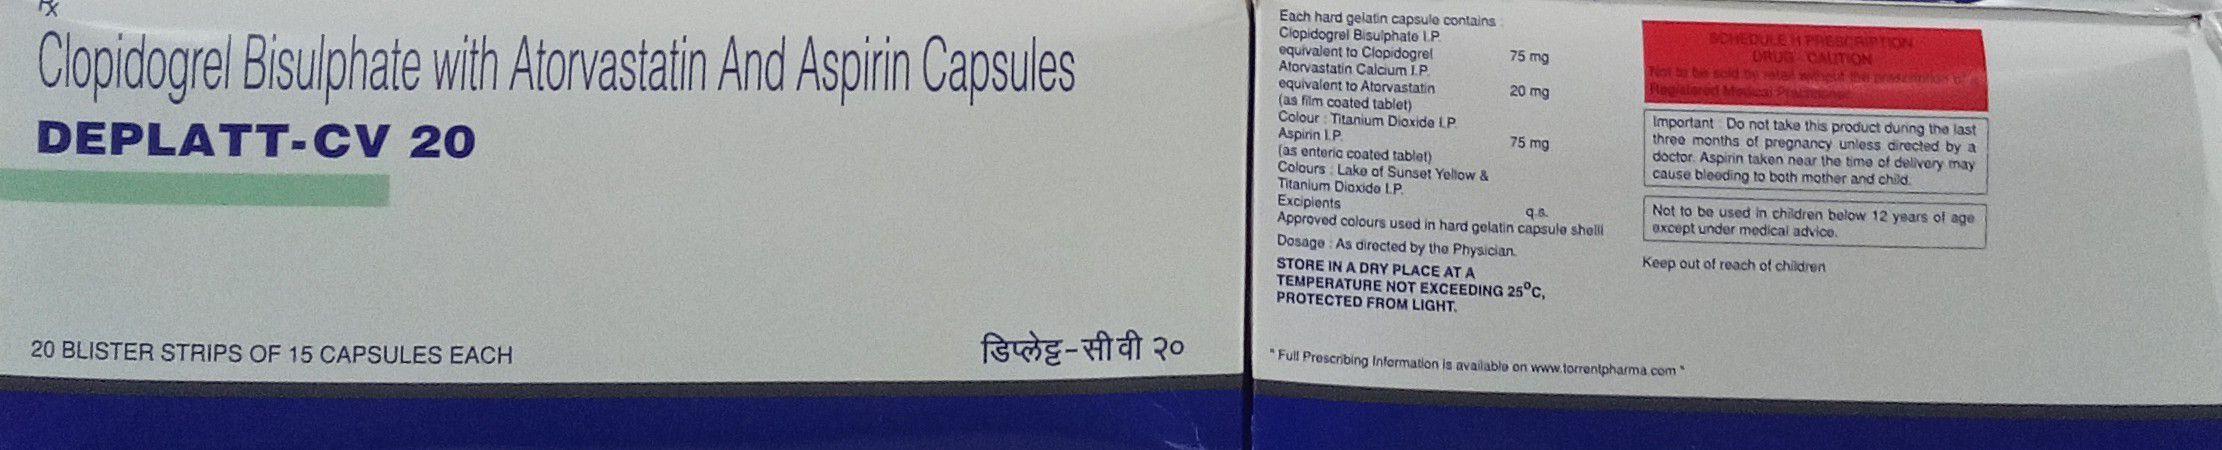 Rx
Clopidogrel Bisulphate with Atorvastatin And Aspirin Capsules
DEPLATT-CV 20
20 BLISTER STRIPS OF 15 CAPSULES EACH
डिप्लेट्ट-सीवी २०
Each hard gelatin capsule contains :
Clopidogrel Bisulphate I.P.
equivalent to Clopidogrel 75 mg
Atorvastatin Calcium I.P.
equivalent to Atorvastatin 20 mg
(as film coated tablet)
Colour : Titanium Dioxide I.P.
Aspirin I.P. 75 mg
(as enteric coated tablet)
Colours : Lake of Sunset Yellow &
Titanium Dioxide I.P.
Excipients q.s.
Approved colours used in hard gelatin capsule shelll
Dosage : As directed by the Physician.
STORE IN A DRY PLACE AT A
TEMPERATURE NOT EXCEEDING 25°C,
PROTECTED FROM LIGHT.
"Full Prescribing Information is available on www.torrentpharma.com"
SCHEDULE H PRESCRIPTION
DRUG - CAUTION
Not to be sold by retail without the prescription of a
Registered Medical Practitioner.
Important : Do not take this product during the last
three months of pregnancy unless directed by a
doctor. Aspirin taken near the time of delivery may
cause bleeding to both mother and child.
Not to be used in children below 12 years of age
except under medical advice.
Keep out of reach of children